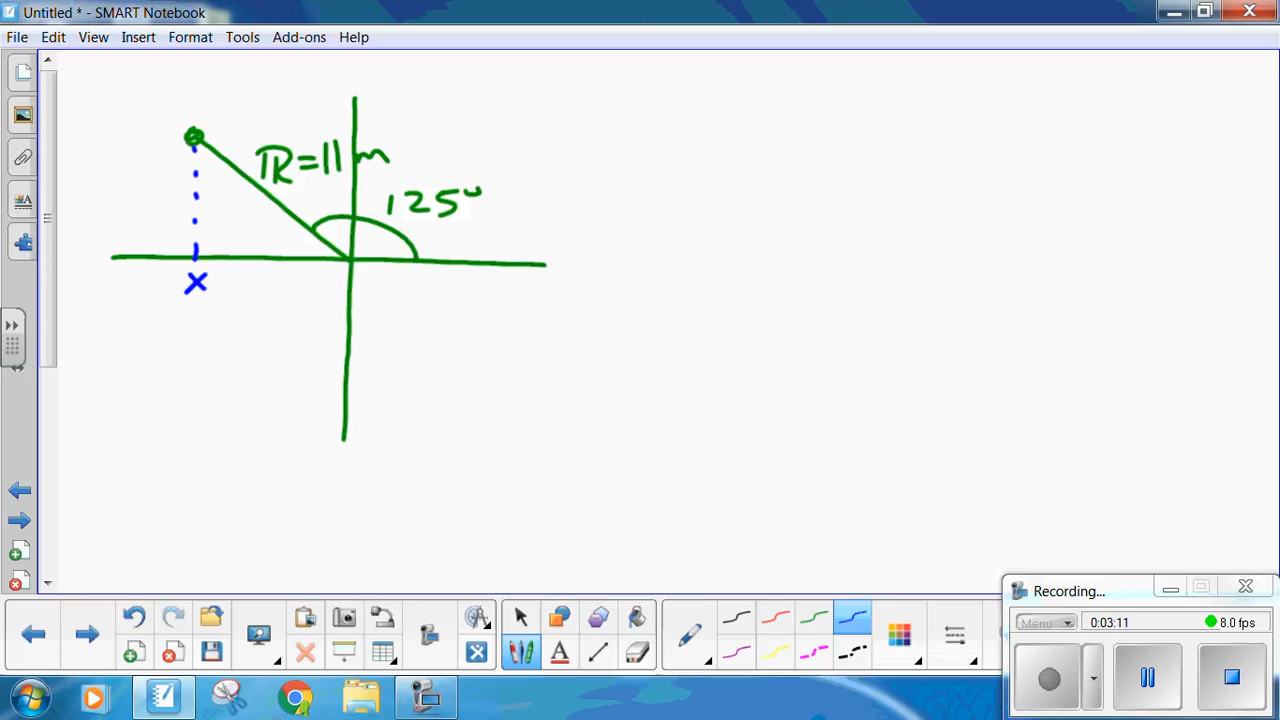 Untitled * - SMART Notebook
File Edit View Insert Format Tools Add-ons Help
R=11m
125°
x
Recording...
Menu
0:03:11
8.0 fps